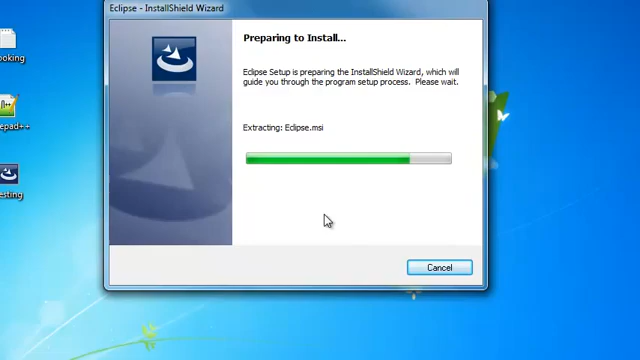 Eclipse - InstallShield Wizard
Preparing to Install...
Eclipse Setup is preparing the InstallShield Wizard, which will
guide you through the program setup process. Please wait.
Extracting: Eclipse.msi
Cancel
ooking
epad++
esting